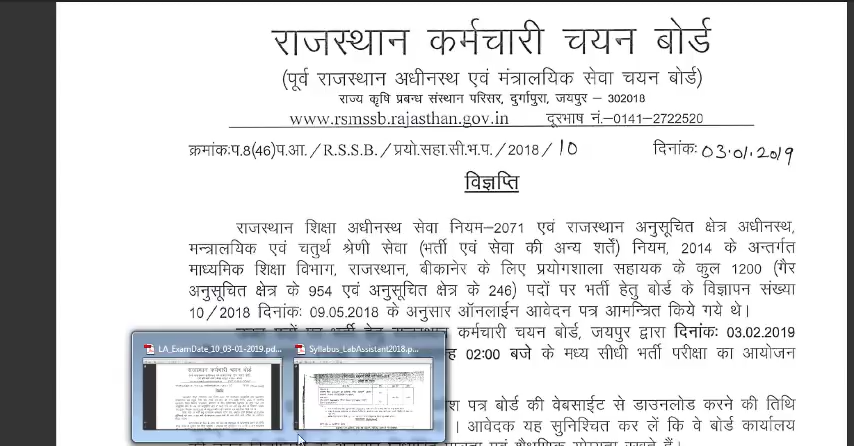 राजस्थान कर्मचारी चयन बोर्ड
(पूर्व राजस्थान अधीनस्थ एवं मंत्रालयिक सेवा चयन बोर्ड)
राज्य कृषि प्रबन्ध संस्थान परिसर, दुर्गापुरा, जयपुर – 302018
www.rsmssb.rajasthan.gov.in दूरभाष नं.–0141–2722520
क्रमांक:प.8(46)प.आ./R.S.S.B./प्रयो.सहा.सी.भ.प./2018/10 दिनांक: 03.01.2019
विज्ञप्ति
राजस्थान शिक्षा अधीनस्थ सेवा नियम–2071 एवं राजस्थान अनुसूचित क्षेत्र अधीनस्थ,
मन्त्रालयिक एवं चतुर्थ श्रेणी सेवा (भर्ती एवं सेवा की अन्य शर्तें) नियम, 2014 के अन्तर्गत
माध्यमिक शिक्षा विभाग, राजस्थान, बीकानेर के लिए प्रयोगशाला सहायक के कुल 1200 (गैर
अनुसूचित क्षेत्र के 954 एवं अनुसूचित क्षेत्र के 246) पदों पर भर्ती हेतु बोर्ड के विज्ञापन संख्या
10/2018 दिनांक: 09.05.2018 के अनुसार ऑनलाईन आवेदन पत्र आमन्त्रित किये गये थे।
कर्मचारी चयन बोर्ड, जयपुर द्वारा दिनांक: 03.02.2019
LA_ExamDate_10_03-01-2019.pd... Syllabus_LabAssistant2018.p...
02:00 बजे के मध्य सीधी भर्ती परीक्षा का आयोजन
राजस्थान कर्मचारी चयन बोर्ड
पत्र बोर्ड की वेबसाईट से डाउनलोड करने की तिथि
। आवेदक यह सुनिश्चित कर लें कि वे बोर्ड कार्यालय